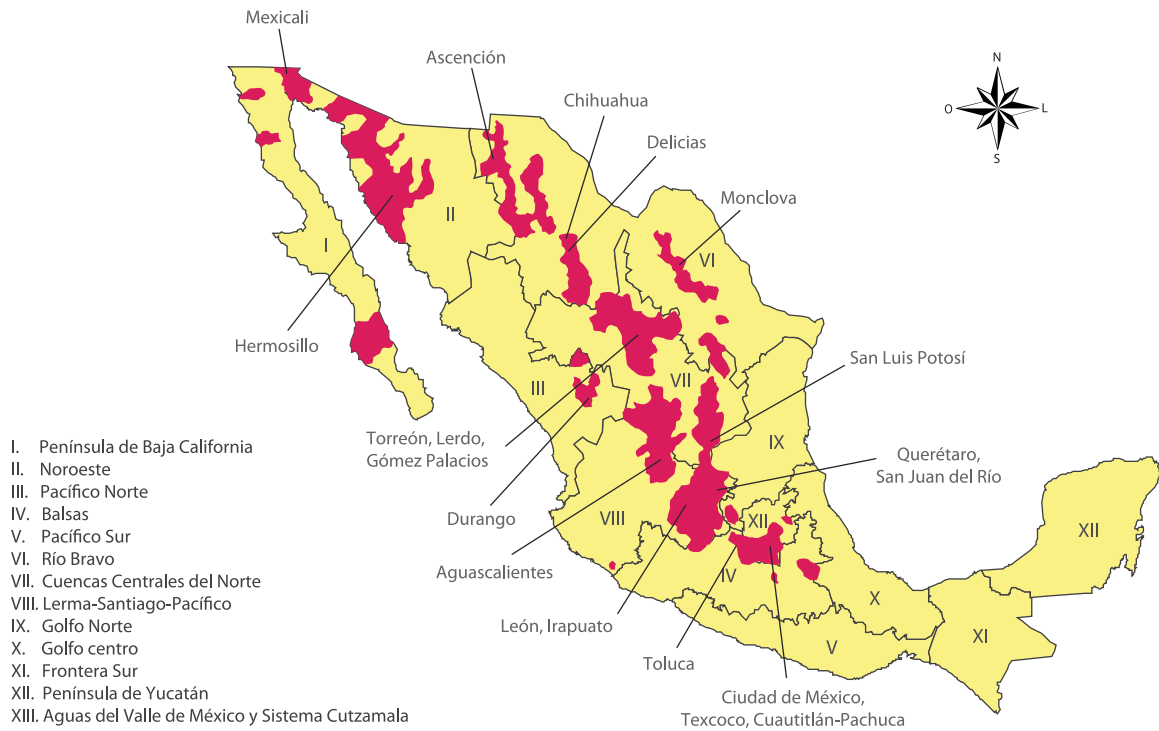 Mexicali
Ascención
Chihuahua
Delicias
Monclova
N
O
L
S
II
I
VI
Hermosillo
San Luis Potosí
III
VII
Torreón, Lerdo,
Gómez Palacios
IX
Querétaro,
San Juan del Río
Durango
VIII
XII
XII
Aguascalientes
IV
X
León, Irapuato
V
XI
Toluca
Ciudad de México,
Texcoco, Cuautitlán-Pachuca
I. Península de Baja California
II. Noroeste
III. Pacífico Norte
IV. Balsas
V. Pacífico Sur
VI. Río Bravo
VII. Cuencas Centrales del Norte
VIII. Lerma-Santiago-Pacífico
IX. Golfo Norte
X. Golfo centro
XI. Frontera Sur
XII. Península de Yucatán
XIII. Aguas del Valle de México y Sistema Cutzamala